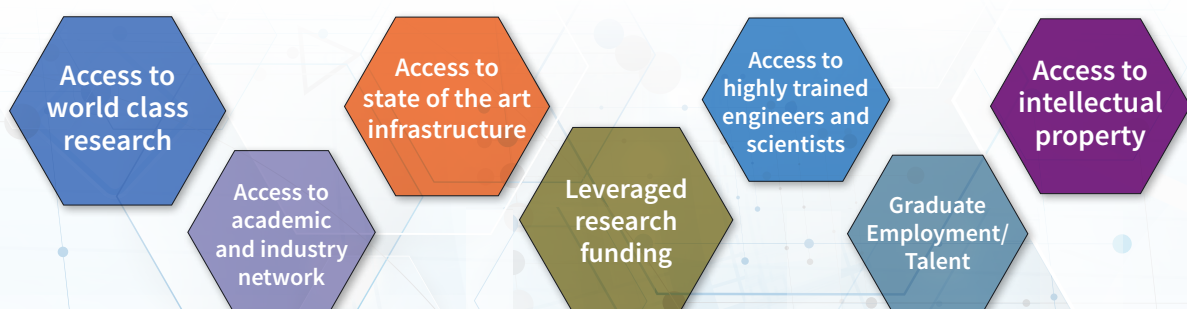 Access to
world class
research
Access to
academic
and industry
network
Access to
state of the art
infrastructure
Leveraged
research
funding
Access to
highly trained
engineers and
scientists
Graduate
Employment/
Talent
Access to
intellectual
property